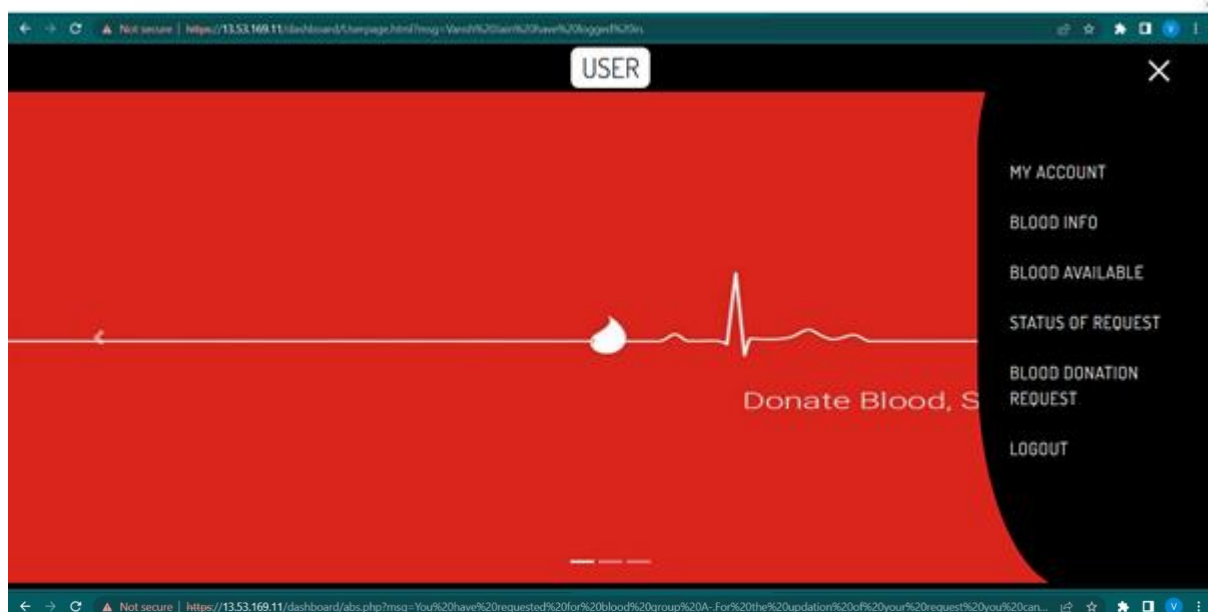 Not secure | https://13.53.169.11/dashboard/Userpage.html?msg=Vansh%20Jain%20have%20logged%20in.
USER
MY ACCOUNT
BLOOD INFO
BLOOD AVAILABLE
STATUS OF REQUEST
BLOOD DONATION
REQUEST
Donate Blood, S
LOGOUT
Not secure | https://13.53.169.11/dashboard/abs.php?msg=You%20have%20requested%20for%20blood%20group%20A-.For%20the%20updation%20of%20your%20request%20you%20can...
V